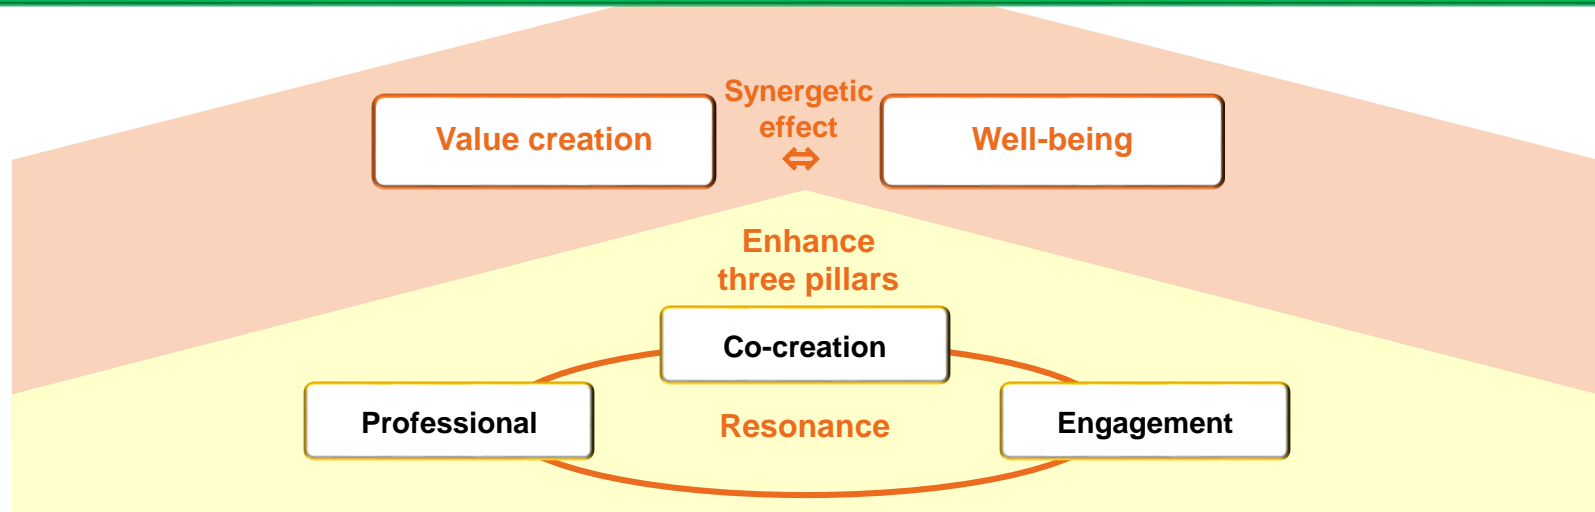 Value creation
Synergetic
effect
⇔
Well-being
Enhance
three pillars
Co-creation
Professional
Resonance
Engagement